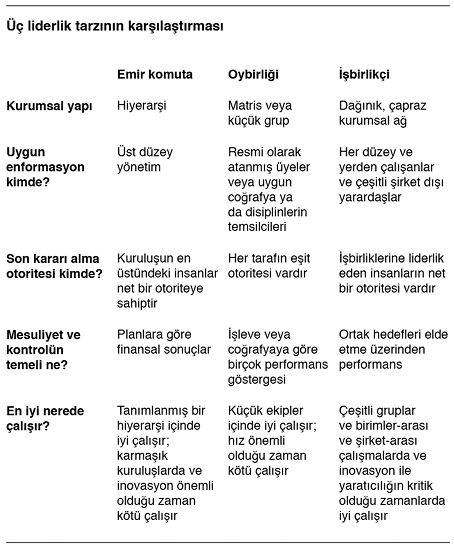 Üç liderlik tarzının karşılaştırması
Emir komuta Oybirliği İşbirlikçi
Kurumsal yapı Hiyerarşi Matris veya Dağınık, çapraz
küçük grup kurumsal ağ
Uygun Üst düzey Resmi olarak Her düzey ve
enformasyon yönetim atanmış üyeler yerden çalışanlar
kimde? veya uygun ve çeşitli şirket dışı
coğrafya ya yarardaşlar
da disiplinlerin
temsilcileri
Son kararı alma Kuruluşun en Her tarafın eşit İşbirliklerine liderlik
otoritesi kimde? üstündeki insanlar otoritesi vardır eden insanların net
net bir otoriteye bir otoritesi vardır
sahiptir
Mesuliyet ve Planlara göre İşleve veya Ortak hedefleri elde
kontrolün finansal sonuçlar coğrafyaya göre etme üzerinden
temeli ne? birçok performans performans
göstergesi
En iyi nerede Tanımlanmış bir Küçük ekipler Çeşitli gruplar
çalışır? hiyerarşi içinde içinde iyi çalışır; ve birimler-arası
iyi çalışır; hız önemli ve şirket-arası
karmaşık olduğu zaman çalışmalarda ve
kuruluşlarda ve kötü çalışır inovasyon ile
inovasyon önemli yaratıcılığın kritik
olduğu zaman olduğu zamanlarda
kötü çalışır iyi çalışır